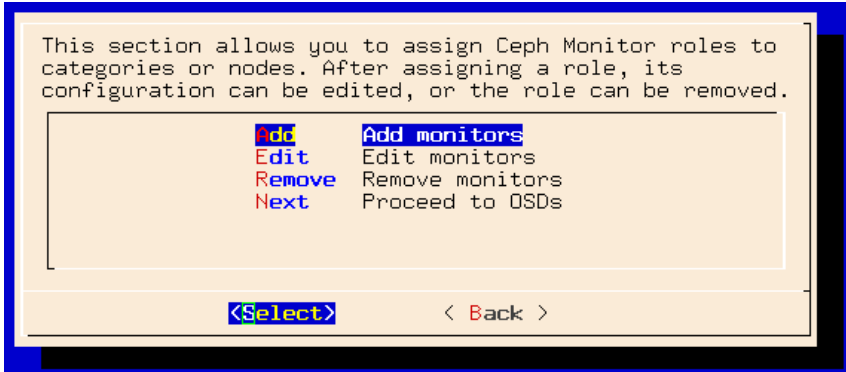 This section allows you to assign Ceph Monitor roles to
categories or nodes. After assigning a role, its
configuration can be edited, or the role can be removed.
Add Add monitors
Edit Edit monitors
Remove Remove monitors
Next Proceed to OSDs
<Select> < Back >